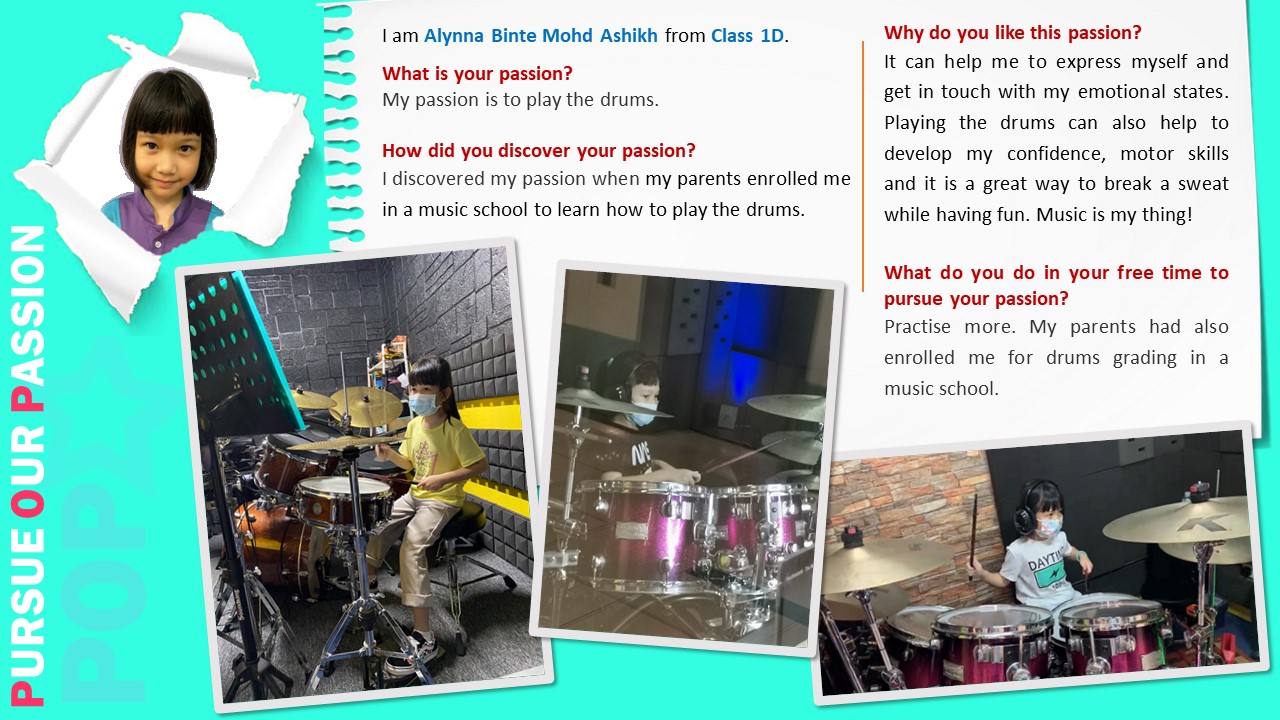 PURSUE OUR PASSION
POP
I am Alynna Binte Mohd Ashikh from Class 1D.
What is your passion?
My passion is to play the drums.
How did you discover your passion?
I discovered my passion when my parents enrolled me
in a music school to learn how to play the drums.
Why do you like this passion?
It can help me to express myself and
get in touch with my emotional states.
Playing the drums can also help to
develop my confidence, motor skills
and it is a great way to break a sweat
while having fun. Music is my thing!
What do you do in your free time to
pursue your passion?
Practise more. My parents had also
enrolled me for drums grading in a
music school.
K